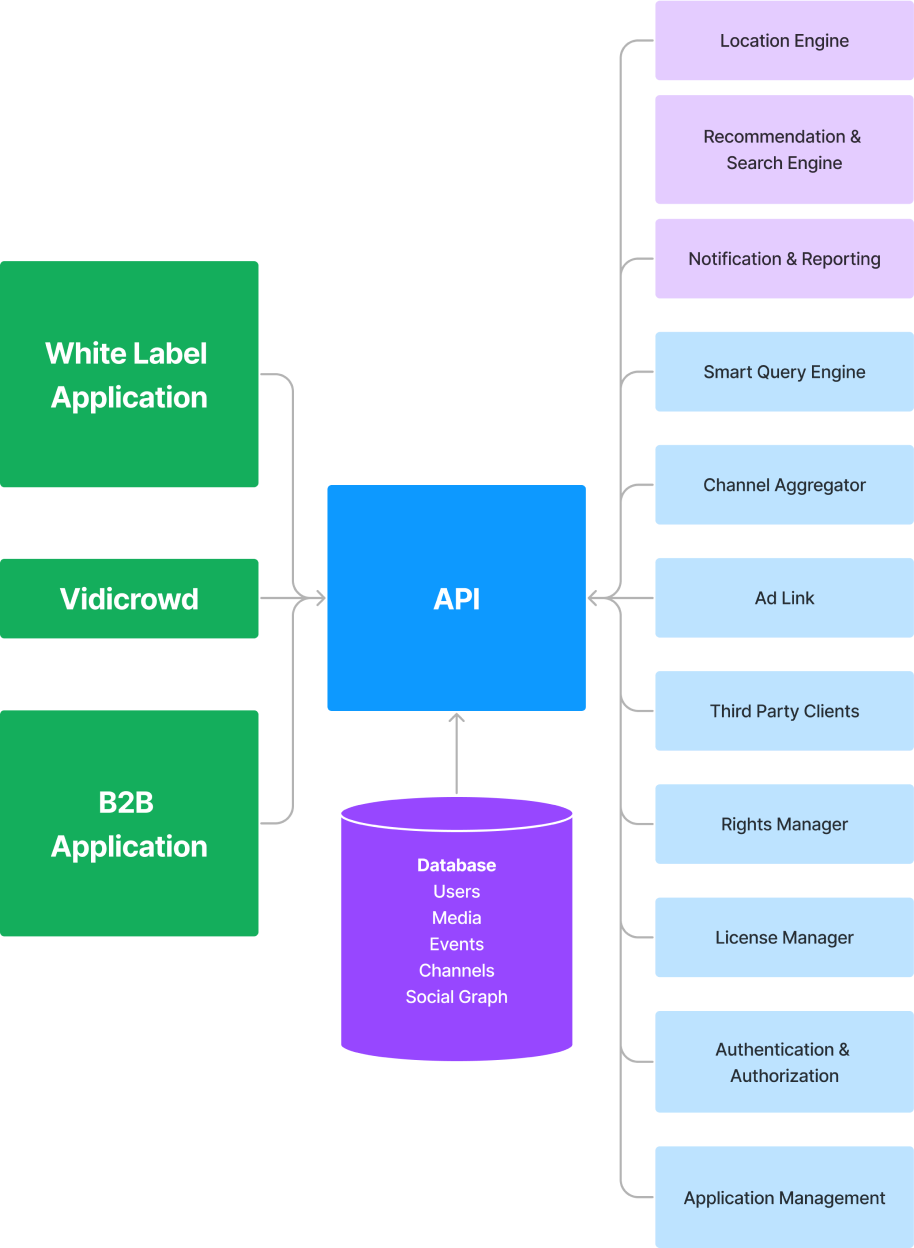 White Label
Application
Vidicrowd
B2B
Application
API
Database
Users
Media
Events
Channels
Social Graph
Location Engine
Recommendation &
Search Engine
Notification & Reporting
Smart Query Engine
Channel Aggregator
Ad Link
Third Party Clients
Rights Manager
License Manager
Authentication &
Authorization
Application Management